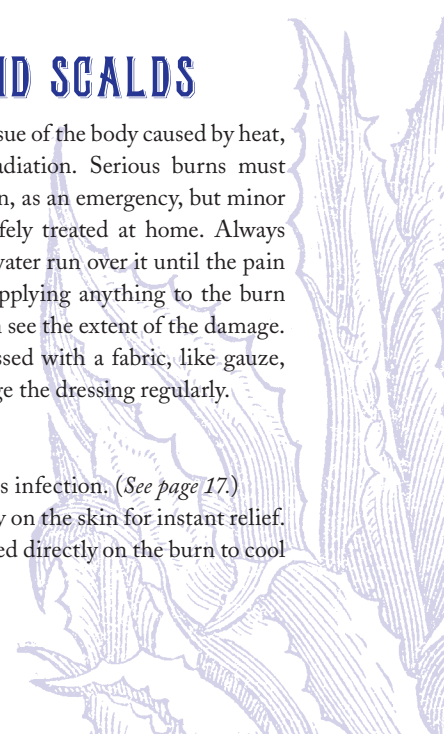 ND SCALDS
sue of the body caused by heat,
adiation. Serious burns must
n, as an emergency, but minor
fely treated at home. Always
vater run over it until the pain
pplying anything to the burn
see the extent of the damage.
ssed with a fabric, like gauze,
ge the dressing regularly.
s infection. (See page 17.)
y on the skin for instant relief.
ed directly on the burn to cool